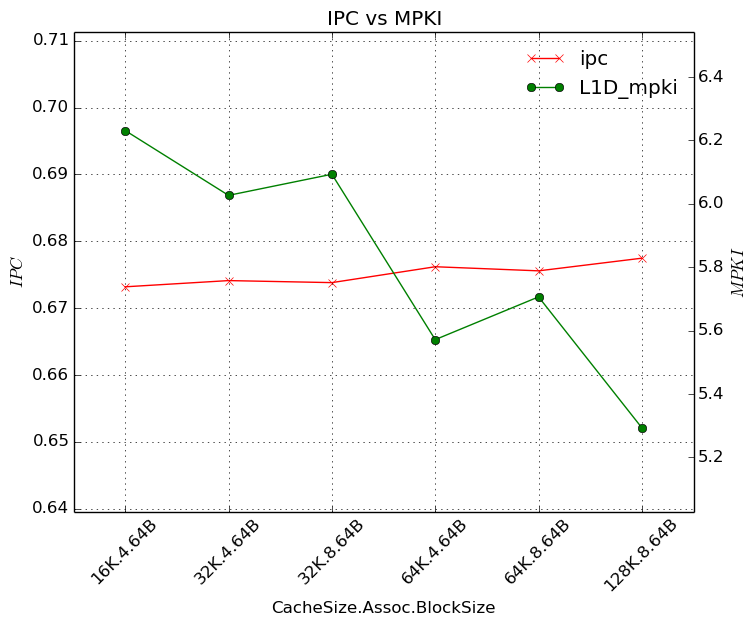 IPC vs MPKI
0.71
0.70
0.69
0.68
0.67
0.66
0.65
0.64
IPC
ipc
L1D_mpki
6.4
6.2
6.0
5.8
5.6
5.4
5.2
MPKI
16K.4.64B
32K.4.64B
32K.8.64B
64K.4.64B
64K.8.64B
128K.8.64B
CacheSize.Assoc.BlockSize